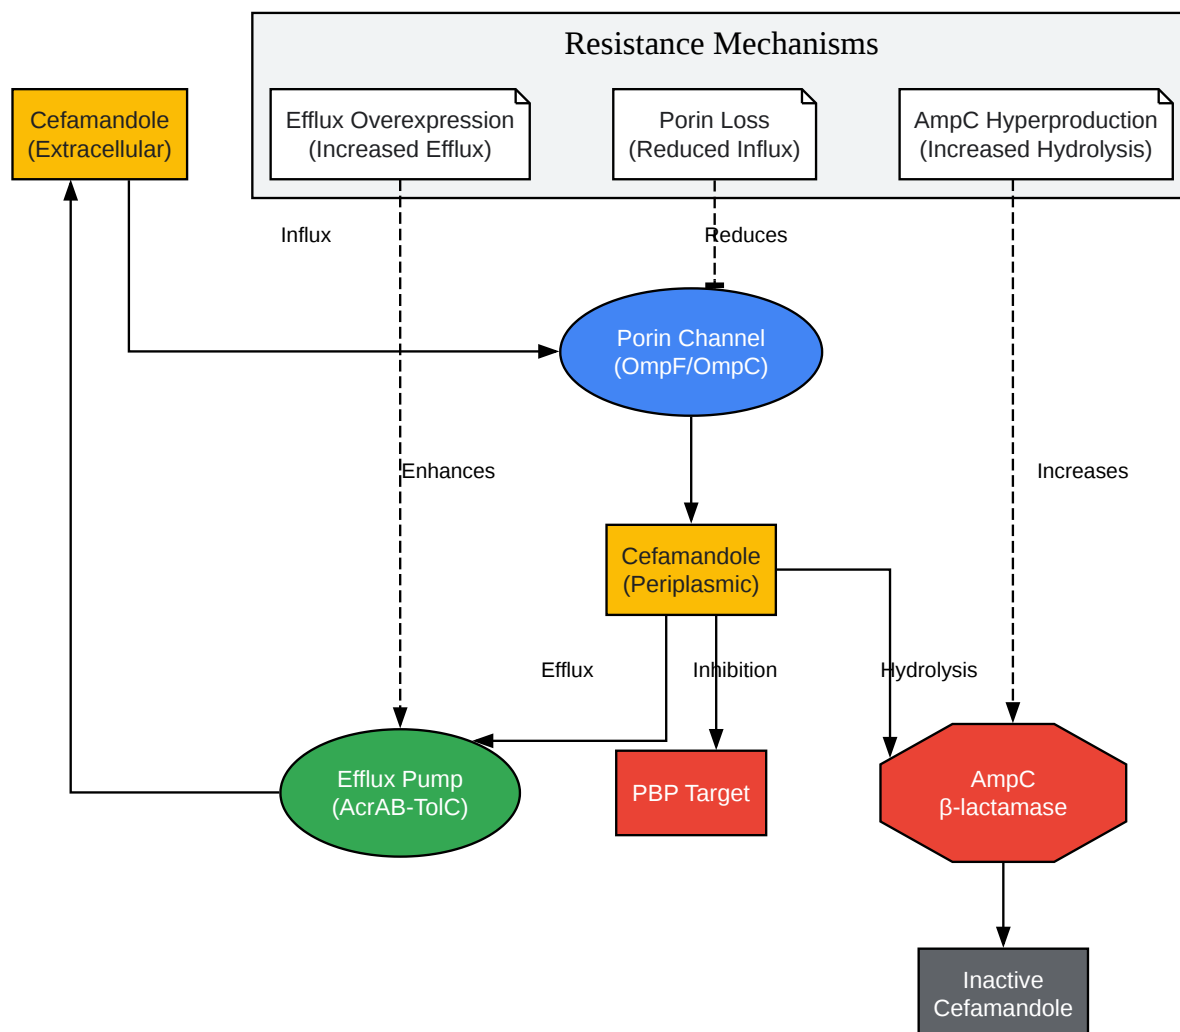 Resistance Mechanisms
Cefamandole
(Extracellular)
Efflux Overexpression
(Increased Efflux)
Porin Loss
(Reduced Influx)
AmpC Hyperproduction
(Increased Hydrolysis)
Influx
Reduces
Porin Channel
(OmpF/OmpC)
Enhances
Increases
Cefamandole
(Periplasmic)
Efflux
Inhibition
Hydrolysis
Efflux Pump
(AcrAB-TolC)
PBP Target
AmpC
β-lactamase
Inactive
Cefamandole